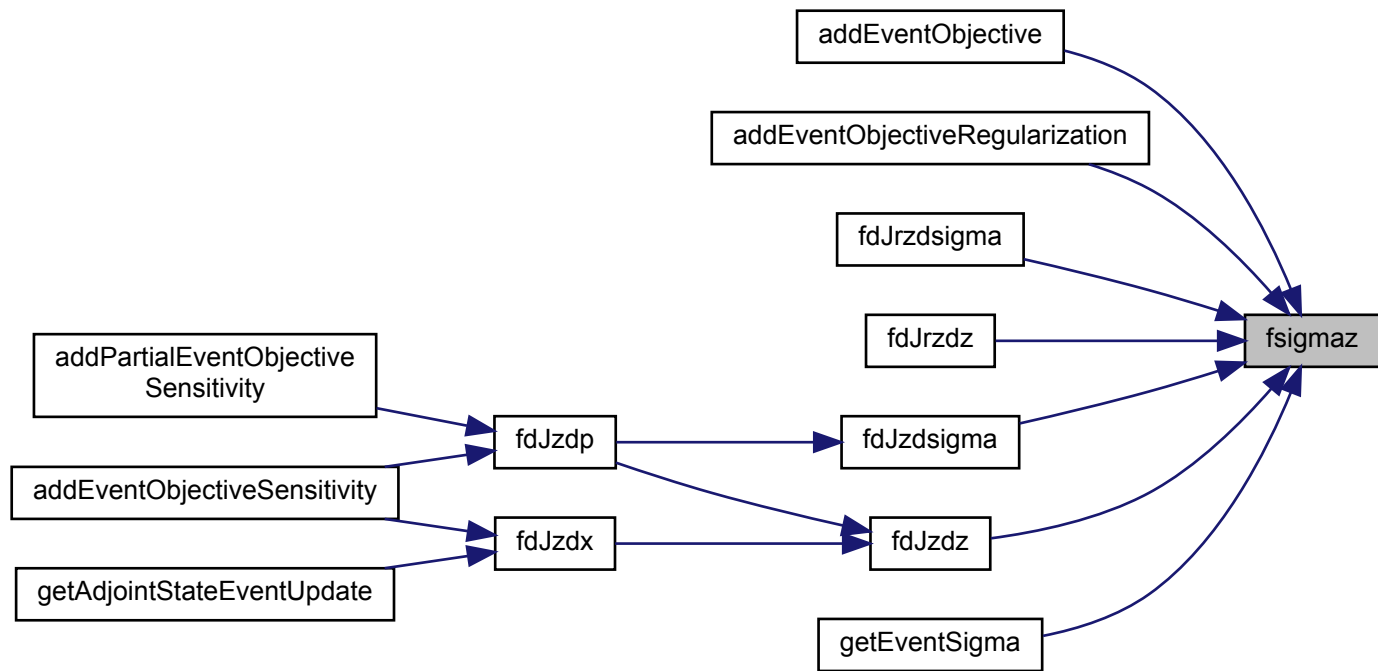 addEventObjective
addEventObjectiveRegularization
fdJrzdsigma
fdJrzdz
fsigmaz
addPartialEventObjective
Sensitivity
fdJzdp
fdJzdsigma
addEventObjectiveSensitivity
fdJzdx
fdJzdz
getAdjointStateEventUpdate
getEventSigma